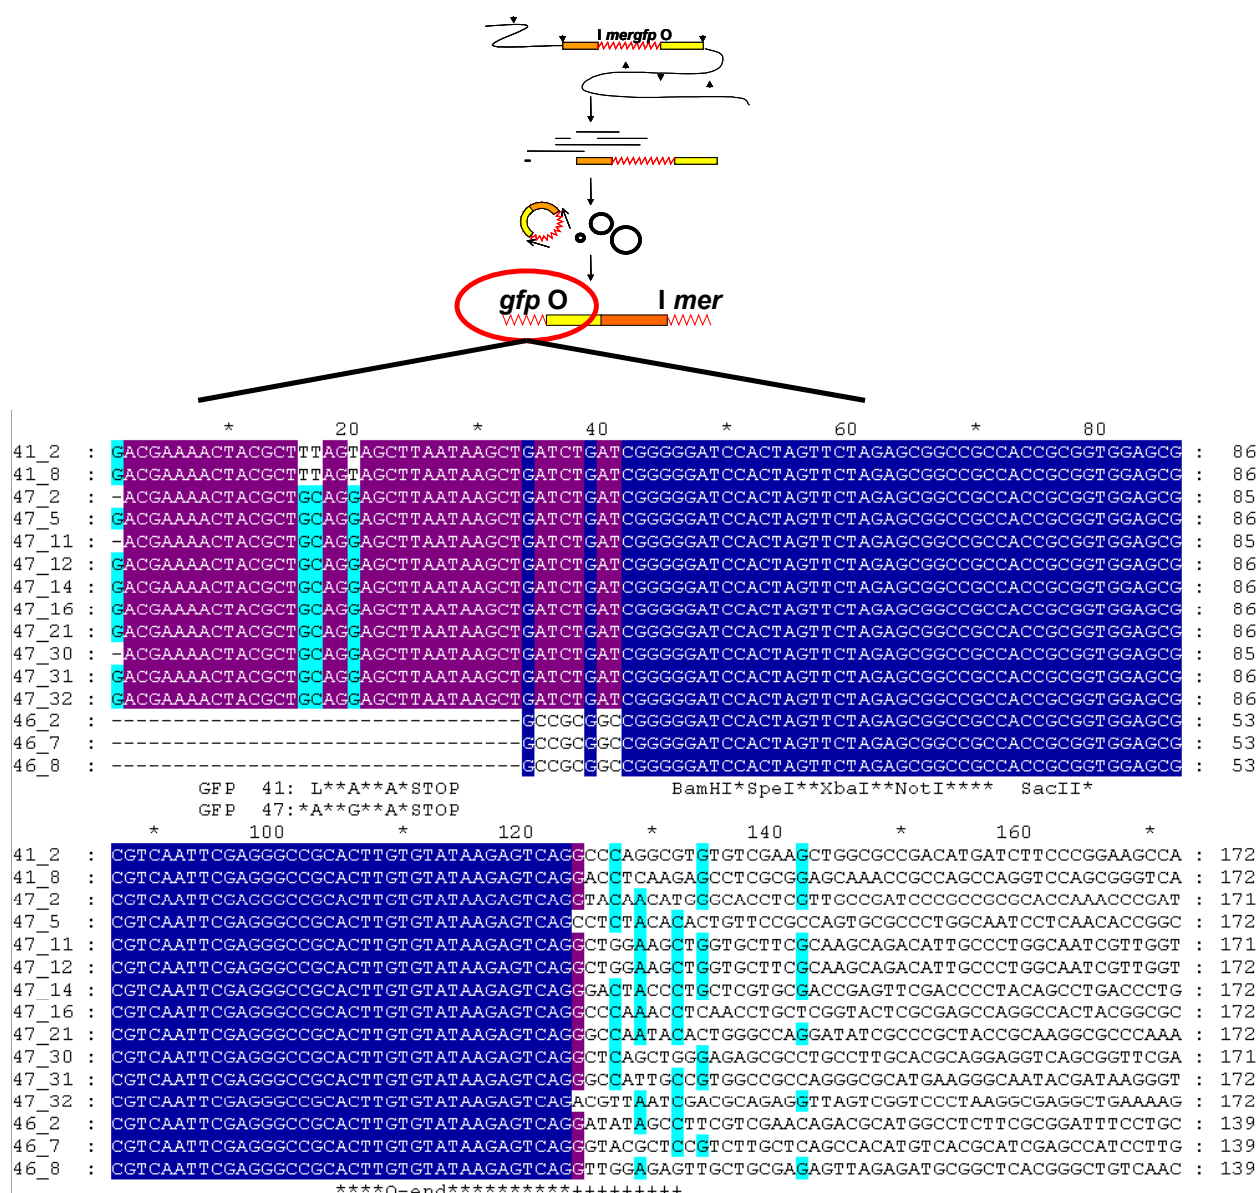 I mergfp O
gfp O I mer
* 20 * 40 * 60 * 80
41_2 : GACGAAAACTACGCTTTAGTAGCTTAATAAGCTGATCTGATCGGGGGATCCACTAGTTCTAGAGCGGCCGCCACCGCGGTGGAGCG : 86
41_8 : GACGAAAACTACGCTTTAGTAGCTTAATAAGCTGATCTGATCGGGGGATCCACTAGTTCTAGAGCGGCCGCCACCGCGGTGGAGCG : 86
47_2 : -ACGAAAACTACGCTGCAGGAGCTTAATAAGCTGATCTGATCGGGGGATCCACTAGTTCTAGAGCGGCCGCCACCGCGGTGGAGCG : 85
47_5 : GACGAAAACTACGCTGCAGGAGCTTAATAAGCTGATCTGATCGGGGGATCCACTAGTTCTAGAGCGGCCGCCACCGCGGTGGAGCG : 86
47_11 : -ACGAAAACTACGCTGCAGGAGCTTAATAAGCTGATCTGATCGGGGGATCCACTAGTTCTAGAGCGGCCGCCACCGCGGTGGAGCG : 85
47_12 : GACGAAAACTACGCTGCAGGAGCTTAATAAGCTGATCTGATCGGGGGATCCACTAGTTCTAGAGCGGCCGCCACCGCGGTGGAGCG : 86
47_14 : GACGAAAACTACGCTGCAGGAGCTTAATAAGCTGATCTGATCGGGGGATCCACTAGTTCTAGAGCGGCCGCCACCGCGGTGGAGCG : 86
47_16 : GACGAAAACTACGCTGCAGGAGCTTAATAAGCTGATCTGATCGGGGGATCCACTAGTTCTAGAGCGGCCGCCACCGCGGTGGAGCG : 86
47_21 : GACGAAAACTACGCTGCAGGAGCTTAATAAGCTGATCTGATCGGGGGATCCACTAGTTCTAGAGCGGCCGCCACCGCGGTGGAGCG : 86
47_30 : -ACGAAAACTACGCTGCAGGAGCTTAATAAGCTGATCTGATCGGGGGATCCACTAGTTCTAGAGCGGCCGCCACCGCGGTGGAGCG : 85
47_31 : GACGAAAACTACGCTGCAGGAGCTTAATAAGCTGATCTGATCGGGGGATCCACTAGTTCTAGAGCGGCCGCCACCGCGGTGGAGCG : 86
47_32 : GACGAAAACTACGCTGCAGGAGCTTAATAAGCTGATCTGATCGGGGGATCCACTAGTTCTAGAGCGGCCGCCACCGCGGTGGAGCG : 86
46_2 : ---------------------------------GCCGCGGCCGGGGGATCCACTAGTTCTAGAGCGGCCGCCACCGCGGTGGAGCG : 53
46_7 : ---------------------------------GCCGCGGCCGGGGGATCCACTAGTTCTAGAGCGGCCGCCACCGCGGTGGAGCG : 53
46_8 : ---------------------------------GCCGCGGCCGGGGGATCCACTAGTTCTAGAGCGGCCGCCACCGCGGTGGAGCG : 53
GFP 41: L**A**A*STOP BamHI*SpeI**XbaI**NotI**** SacII*
GFP 47:*A**G**A*STOP
* 100 * 120 * 140 * 160 *
41_2 : CGTCAATTCGAGGGCCGCACTTGTGTATAAGAGTCAGGCCCAGGCGTGTGTCGAAGCTGGCGCCGACATGATCTTCCCGGAAGCCA : 172
41_8 : CGTCAATTCGAGGGCCGCACTTGTGTATAAGAGTCAGGACCTCAAGAGCCTCGCGGAGCAAACCGCCAGCCAGGTCCAGCGGGTCA : 172
47_2 : CGTCAATTCGAGGGCCGCACTTGTGTATAAGAGTCAGGTACAACATGGGCACCTCGTTGCCGATCCCGCCGCGCACCAAACCCGAT : 171
47_5 : CGTCAATTCGAGGGCCGCACTTGTGTATAAGAGTCAGCCTCTACACACTGTTCCGCCAGTGCGCCCTGGCAATCCTCAACACCGGC : 172
47_11 : CGTCAATTCGAGGGCCGCACTTGTGTATAAGAGTCAGGCTGGAAGCTGGTGCTTCGCAAGCAGACATTGCCCTGGCAATCGTTGGT : 171
47_12 : CGTCAATTCGAGGGCCGCACTTGTGTATAAGAGTCAGGCTGGAAGCTGGTGCTTCGCAAGCAGACATTGCCCTGGCAATCGTTGGT : 172
47_14 : CGTCAATTCGAGGGCCGCACTTGTGTATAAGAGTCAGGGACTACCCTGCTCGTGCGACCGAGTTCGACCCCTACAGCCTGACCCTG : 172
47_16 : CGTCAATTCGAGGGCCGCACTTGTGTATAAGAGTCAGGCCCAAACCTCAACCTGCTCGGTACTCGCGAGCCAGGCCACTACGGCGC : 172
47_21 : CGTCAATTCGAGGGCCGCACTTGTGTATAAGAGTCAGGGCCAATACACTGGGCCAGGATATCGCCCGCTACCGCAAGGCGCCCAAA : 172
47_30 : CGTCAATTCGAGGGCCGCACTTGTGTATAAGAGTCAGGCTCAGCTGGGAGAGCGCCTGCCTTGCACGCAGGAGGTCAGCGGTTCGA : 171
47_31 : CGTCAATTCGAGGGCCGCACTTGTGTATAAGAGTCAGGGCCATTGCCGTGGCCGCCAGGGCGCATGAAGGGCAATACGATAAGGGT : 172
47_32 : CGTCAATTCGAGGGCCGCACTTGTGTATAAGAGTCAGACGTTAATCGACGCAGAGGTTAGTCGGTCCCTAAGGCGAGGCTGAAAAG : 172
46_2 : CGTCAATTCGAGGGCCGCACTTGTGTATAAGAGTCAGGATATAGCCTTCGTCGAACAGACGCATGGCCTCTTCGCGGATTTCCTGC : 139
46_7 : CGTCAATTCGAGGGCCGCACTTGTGTATAAGAGTCAGGGTACGCTCCGTCTTGCTCAGCCACATGTCACGCATCGAGCCATCCTTG : 139
46_8 : CGTCAATTCGAGGGCCGCACTTGTGTATAAGAGTCAGGTTGGAGAGTTGCTGCGAGAGTTAGAGATGCGGCTCACGGGCTGTCAAC : 139
****O-end**********+++++++++